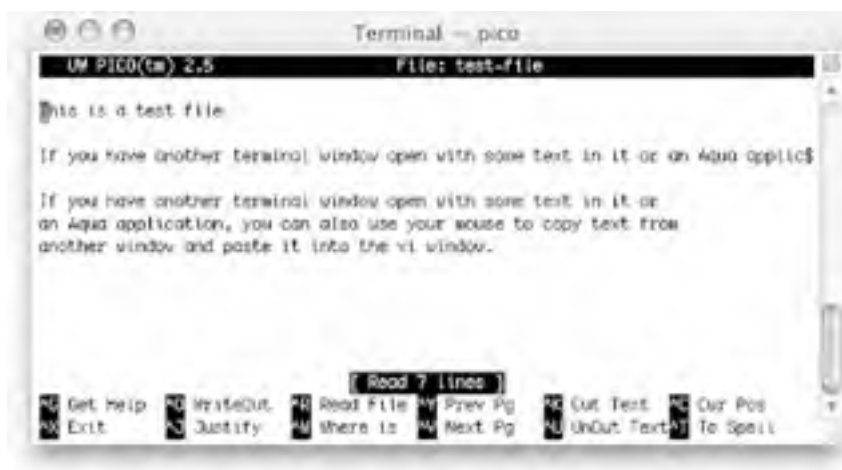 Terminal — pico
UW PICO(tm) 2.5 File: test-file
This is a test file
If you have another terminal window open with some text in it or an Aqua applic$
If you have another terminal window open with some text in it or
an Aqua application, you can also use your mouse to copy text from
another window and paste it into the vi window.
[ Read 7 lines ]
^G Get Help ^O WriteOut ^R Read File ^Y Prev Pg ^K Cut Text ^C Cur Pos
^X Exit ^J Justify ^W Where is ^V Next Pg ^U UnCut Text ^T To Spell